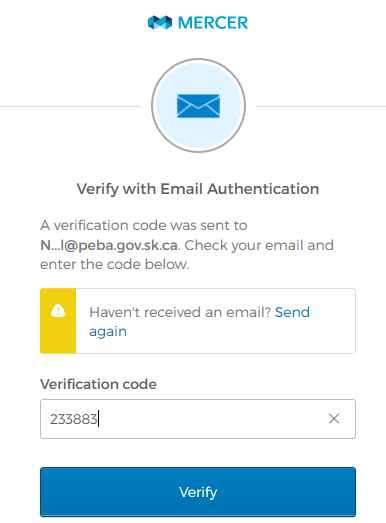 MERCER
Verify with Email Authentication
A verification code was sent to
N...l@peba.gov.sk.ca. Check your email and
enter the code below.
Haven't received an email? Send
again
Verification code
233883
Verify